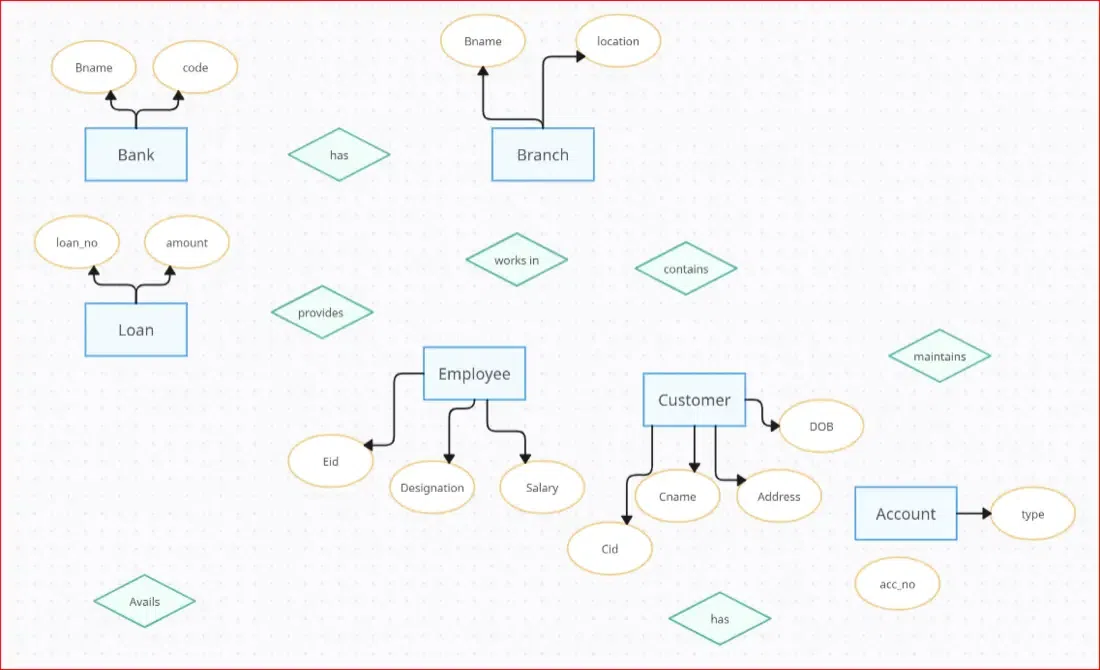 Bname
location
Bname
code
Bank
has
Branch
loan_no
amount
works in
contains
provides
Loan
maintains
Employee
Customer
DOB
Eid
Designation
Salary
Cname
Address
Account
type
Cid
acc_no
Avails
has